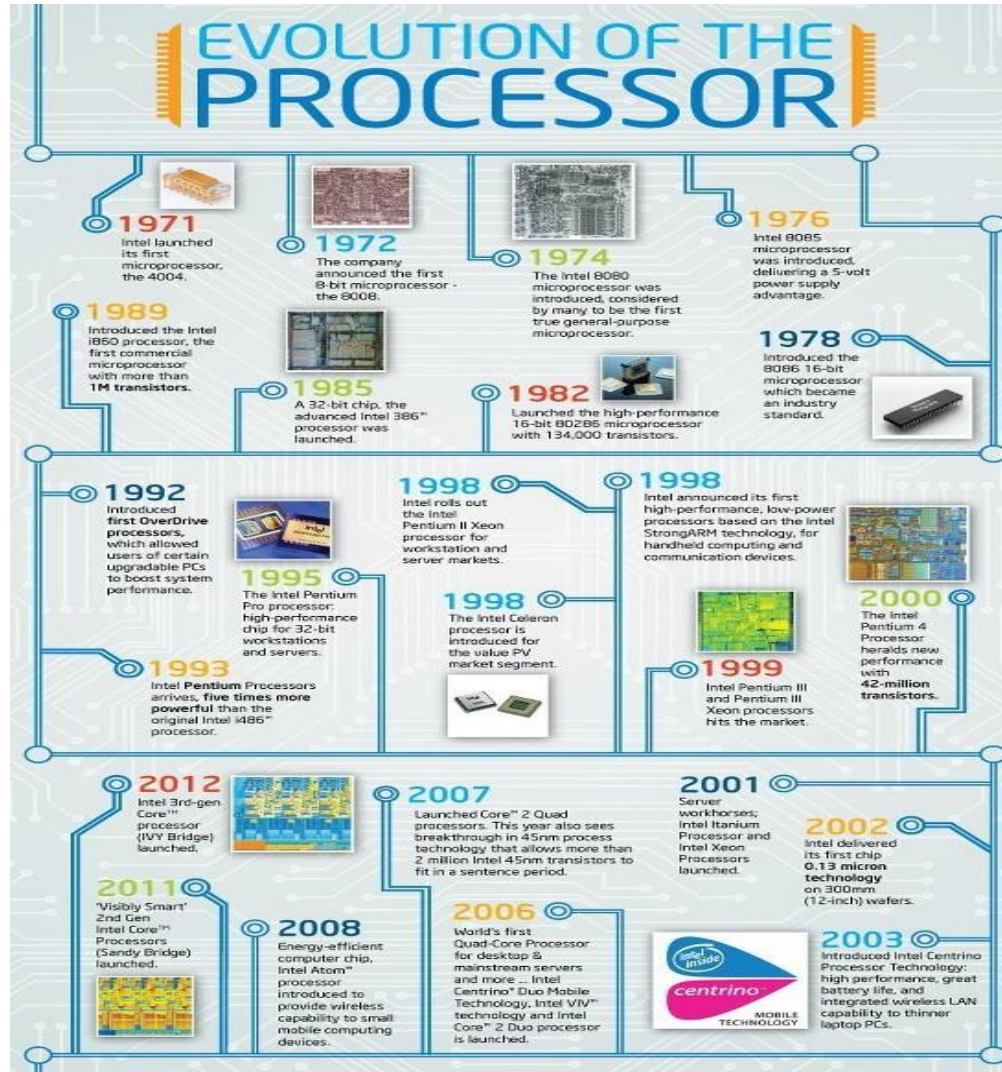 EVOLUTION OF THE
PROCESSOR
1971
Intel launched
its first
microprocessor,
the 4004.
1972
The company
announced the first
8-bit microprocessor -
the 8008.
1974
The Intel 8080
microprocessor was
introduced, considered
by many to be the first
true general-purpose
microprocessor.
1976
Intel 8085
microprocessor
was introduced,
delivering a 5-volt
power supply
advantage.
1978
Introduced the
8086 16-bit
microprocessor
which became
an industry
standard.
1982
Launched the high-performance
16-bit 80286 microprocessor
with 134,000 transistors.
1985
A 32-bit chip, the
advanced Intel 386™
processor was
launched.
1989
Introduced the Intel
i860 processor, the
first commercial
microprocessor
with more than
1M transistors.
1992
Introduced
first OverDrive
processors,
which allowed
users of certain
upgradable PCs
to boost system
performance.
1993
Intel Pentium Processors
arrives, five times more
powerful than the
original Intel i486™
processor.
1995
The Intel Pentium
Pro processor:
high-performance
chip for 32-bit
workstations
and servers.
1998
Intel rolls out
the Intel
Pentium II Xeon
processor for
workstation and
server markets.
1998
The Intel Celeron
processor is
introduced for
the value PV
market segment.
1998
Intel announced its first
high-performance, low-power
processors based on the Intel
StrongARM technology, for
handheld computing and
communication devices.
1999
Intel Pentium III
and Pentium III
Xeon processors
hits the market.
2000
The Intel
Pentium 4
Processor
heralds new
performance
with
42-million
transistors.
2001
Server
workhorses;
Intel Itanium
Processor and
Intel Xeon
Processors
launched.
2002
Intel delivered
its first chip
0.13 micron
technology
on 300mm
(12-inch) wafers.
2003
Introduced Intel Centrino
Processor Technology:
high performance, great
battery life, and
integrated wireless LAN
capability to thinner
laptop PCs.
intel
inside
centrino
MOBILE
TECHNOLOGY
2006
World's first
Quad-Core Processor
for desktop &
mainstream servers
and more ... Intel
Centrino® Duo Mobile
Technology, Intel VIV™
technology and Intel
Core™ 2 Duo processor
is launched.
2007
Launched Core™ 2 Quad
processors. This year also sees
breakthrough in 45nm process
technology that allows more than
2 million Intel 45nm transistors to
fit in a sentence period.
2008
Energy-efficient
computer chip,
Intel Atom™
processor
introduced to
provide wireless
capability to small
mobile computing
devices.
2011
'Visibly Smart'
2nd Gen
Intel Core™
Processors
(Sandy Bridge)
launched.
2012
Intel 3rd-gen
Core™
processor
(IVY Bridge)
launched.